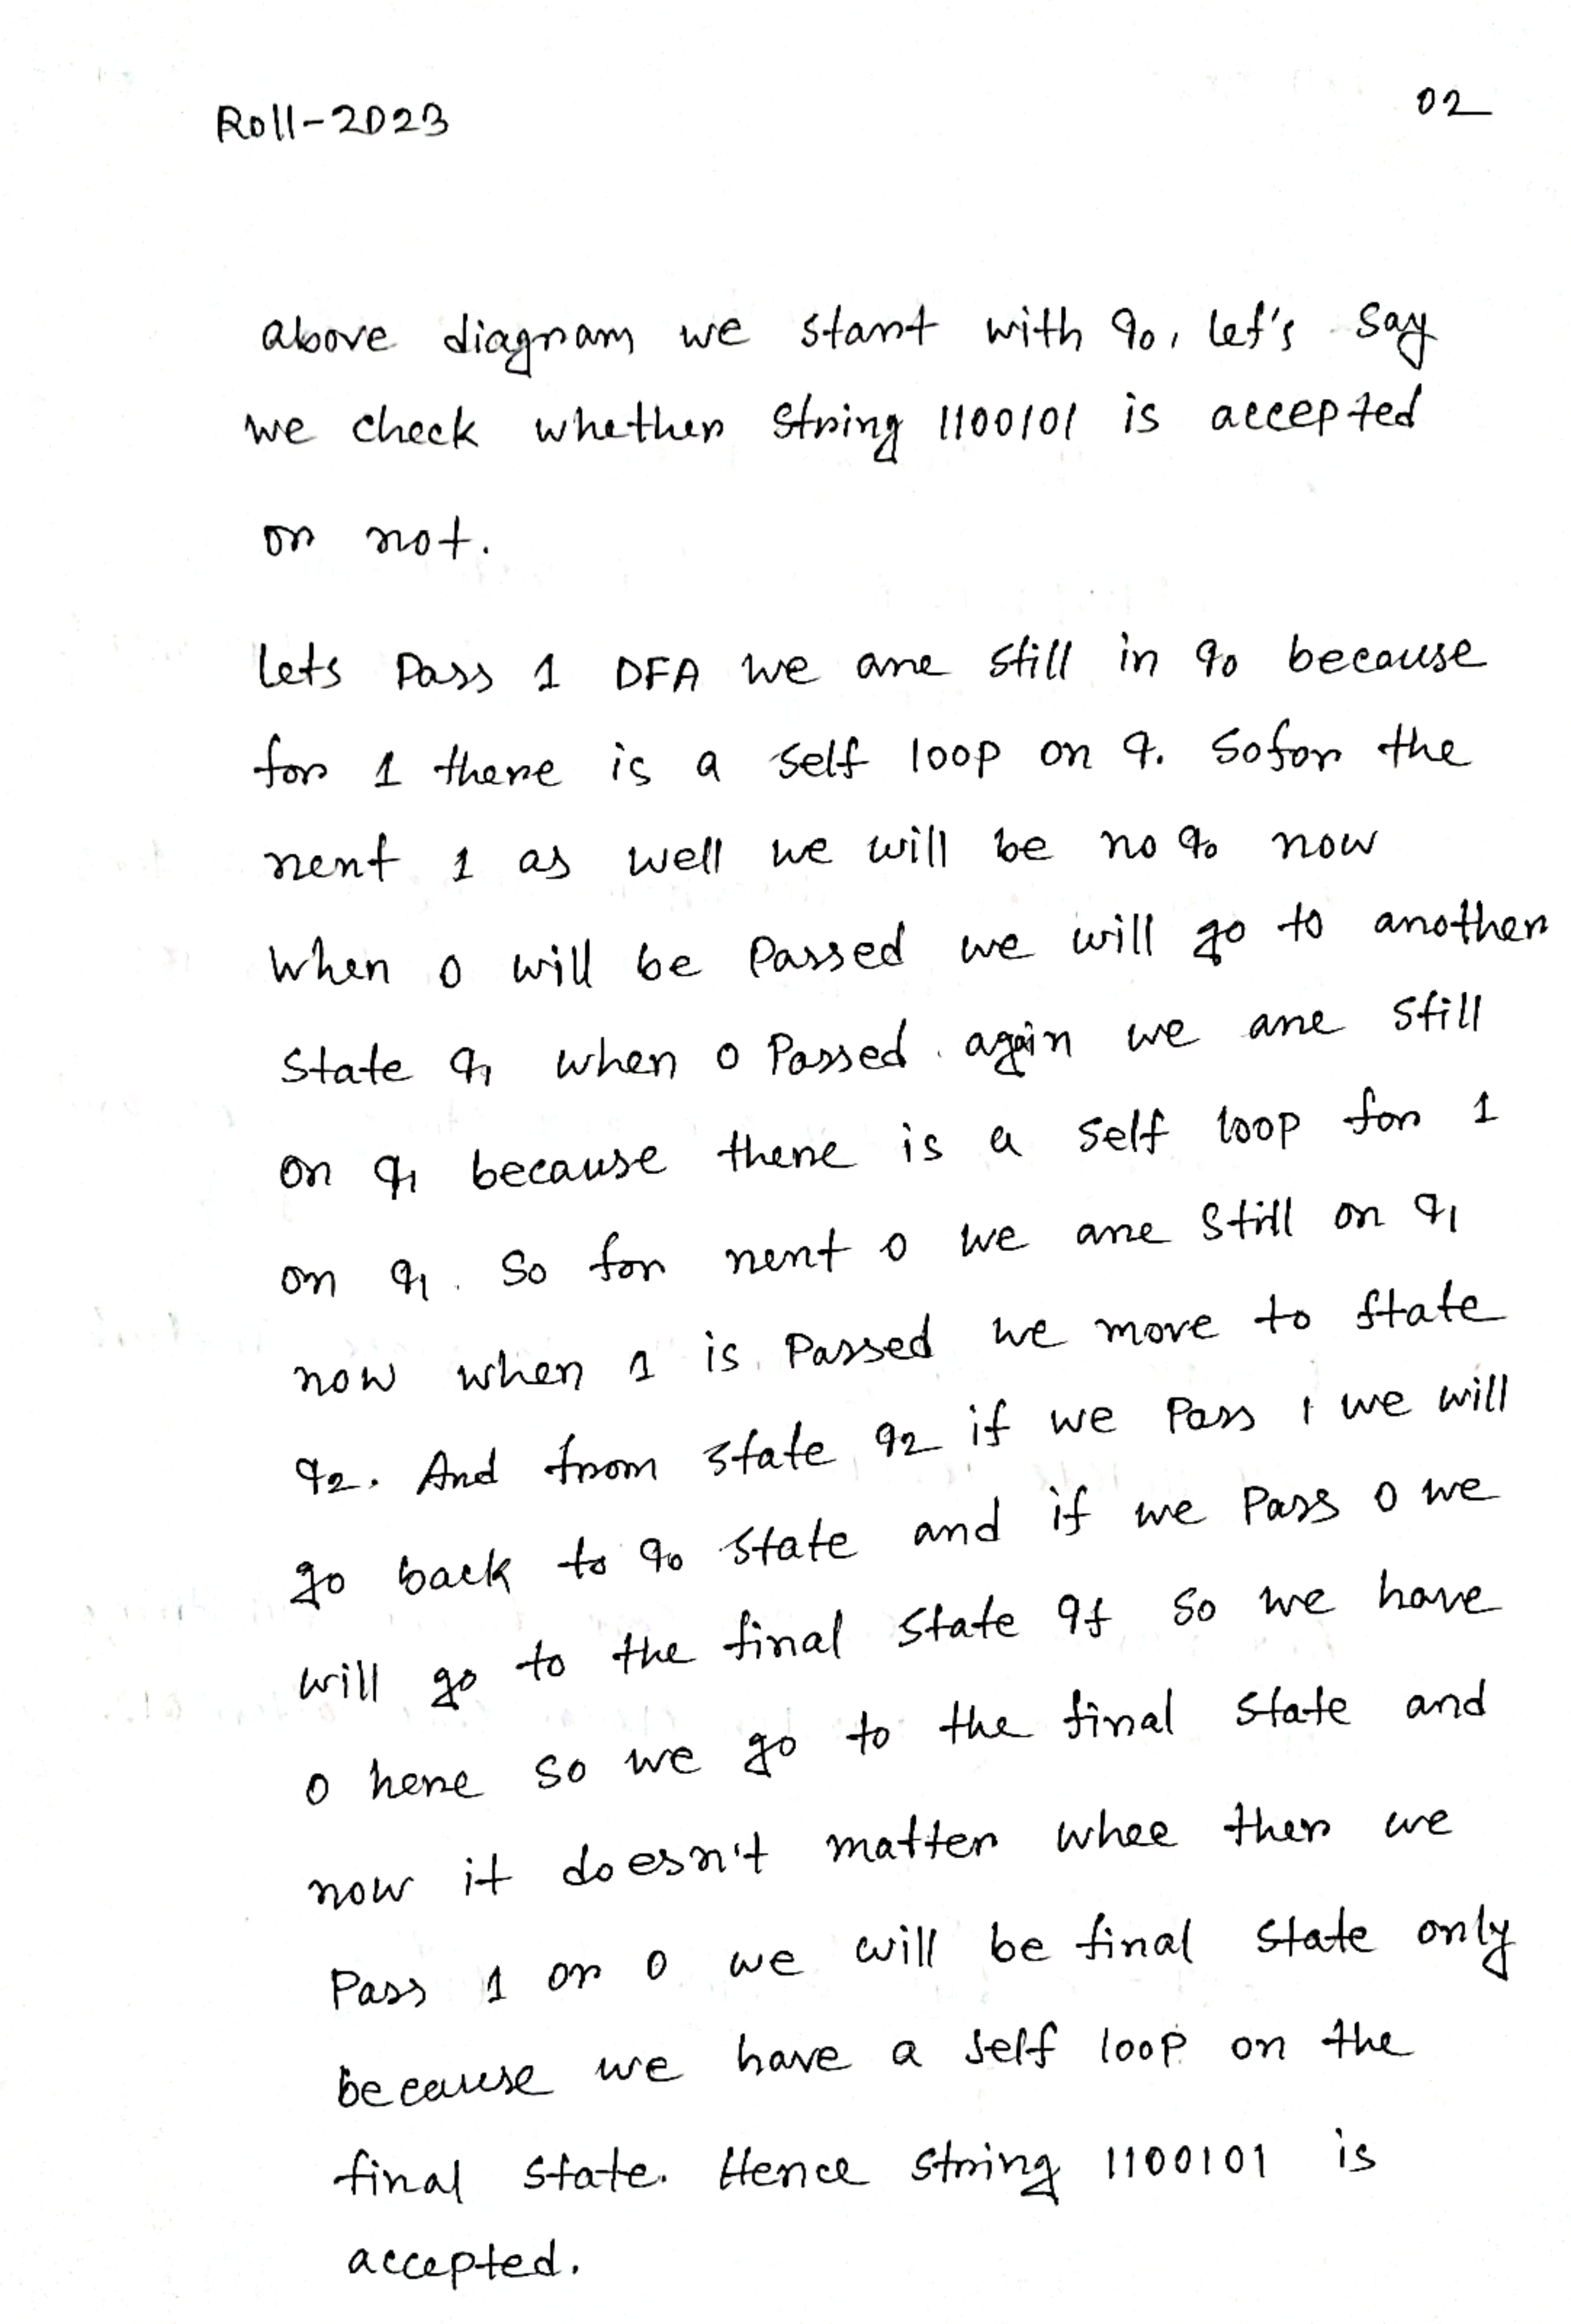 Roll-2023
02
above diagram we start with q0, let's say
we check whether string 1100101 is accepted
or not.
Lets Pass 1 DFA we are still in q0 because
for 1 there is a self loop on q. Sofor the
nent 1 as well we will be no q0 now
When 0 will be Passed we will go to another
State q1 when 0 Passed again we are still
on q1 because there is a self loop for 1
on q1. So for nent 0 we are still on q1
now when 1 is Passed we move to state
q2. And from state q2 if we Pass 1 we will
go back to q0 state and if we Pass 0 we
will go to the final state qf so we have
0 here so we go to the final state and
now it doesn't matter whee ther we
Pass 1 or 0 we will be final state only
because we have a self loop on the
final state. Hence string 1100101 is
accepted.